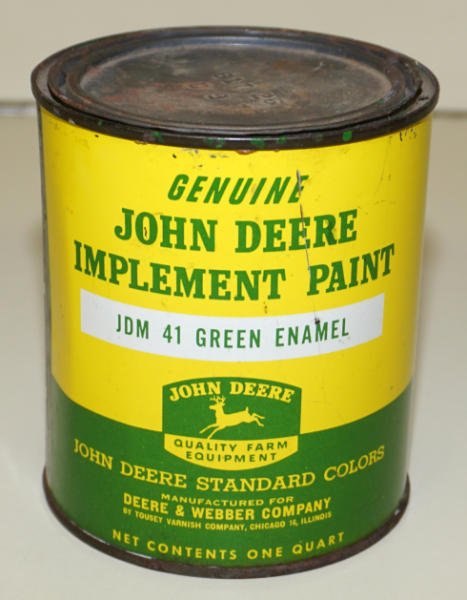 GENUINE
JOHN DEERE
IMPLEMENT PAINT
JDM 41 GREEN ENAMEL
JOHN DEERE
QUALITY FARM
EQUIPMENT
JOHN DEERE STANDARD COLORS
MANUFACTURED FOR
DEERE & WEBBER COMPANY
BY TOUSEY VARNISH COMPANY, CHICAGO 16, ILLINOIS
NET CONTENTS ONE QUART